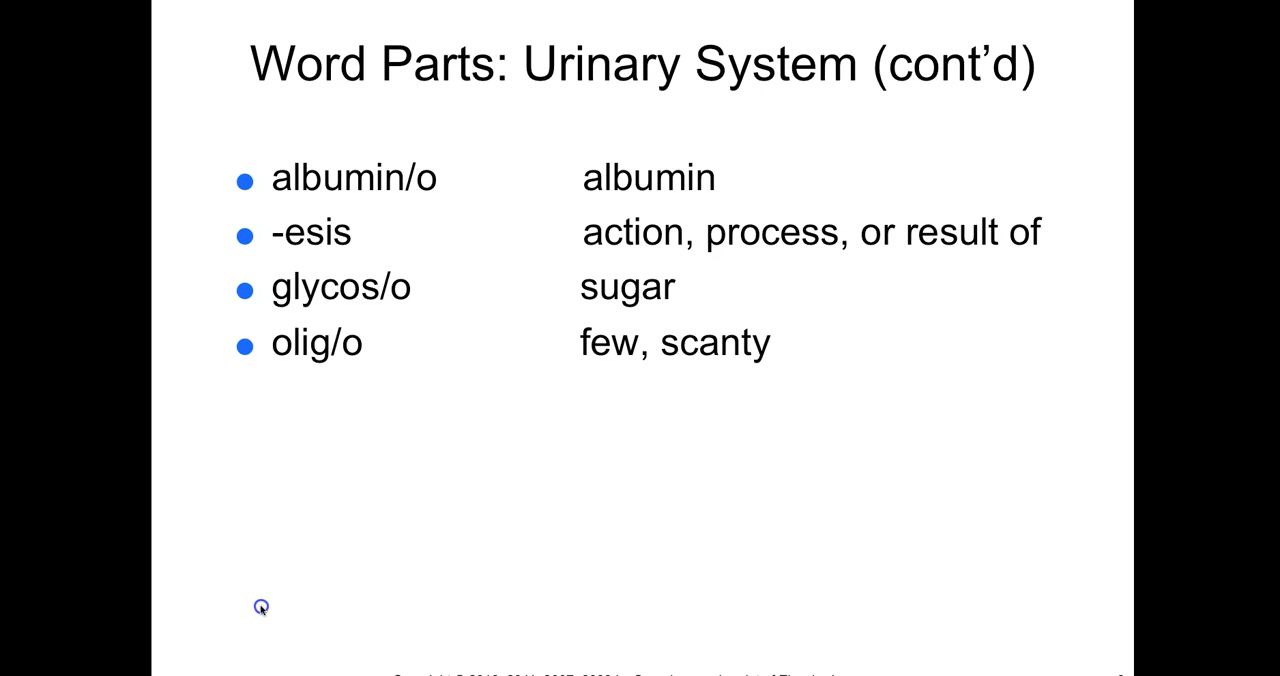 Word Parts: Urinary System (cont’d)
albumin/o albumin
-esis action, process, or result of
glycos/o sugar
olig/o few, scanty